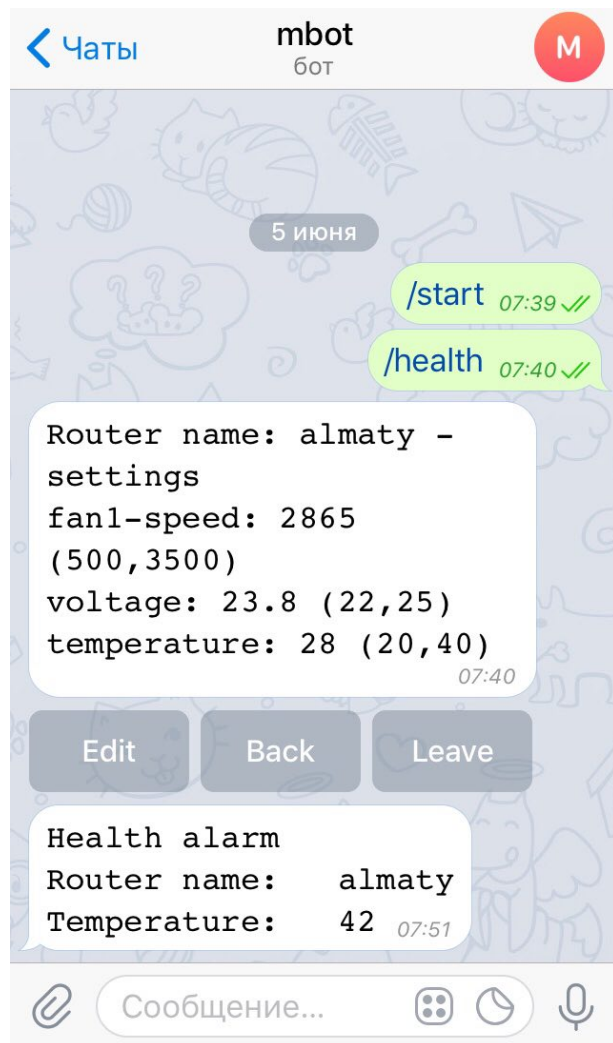 Чаты
mbot
бот
M
5 июня
/start 07:39
/health 07:40
Router name: almaty -
settings
fan1-speed: 2865
(500,3500)
voltage: 23.8 (22,25)
temperature: 28 (20,40)
07:40
Edit Back Leave
Health alarm
Router name: almaty
Temperature: 42 07:51
Сообщение...